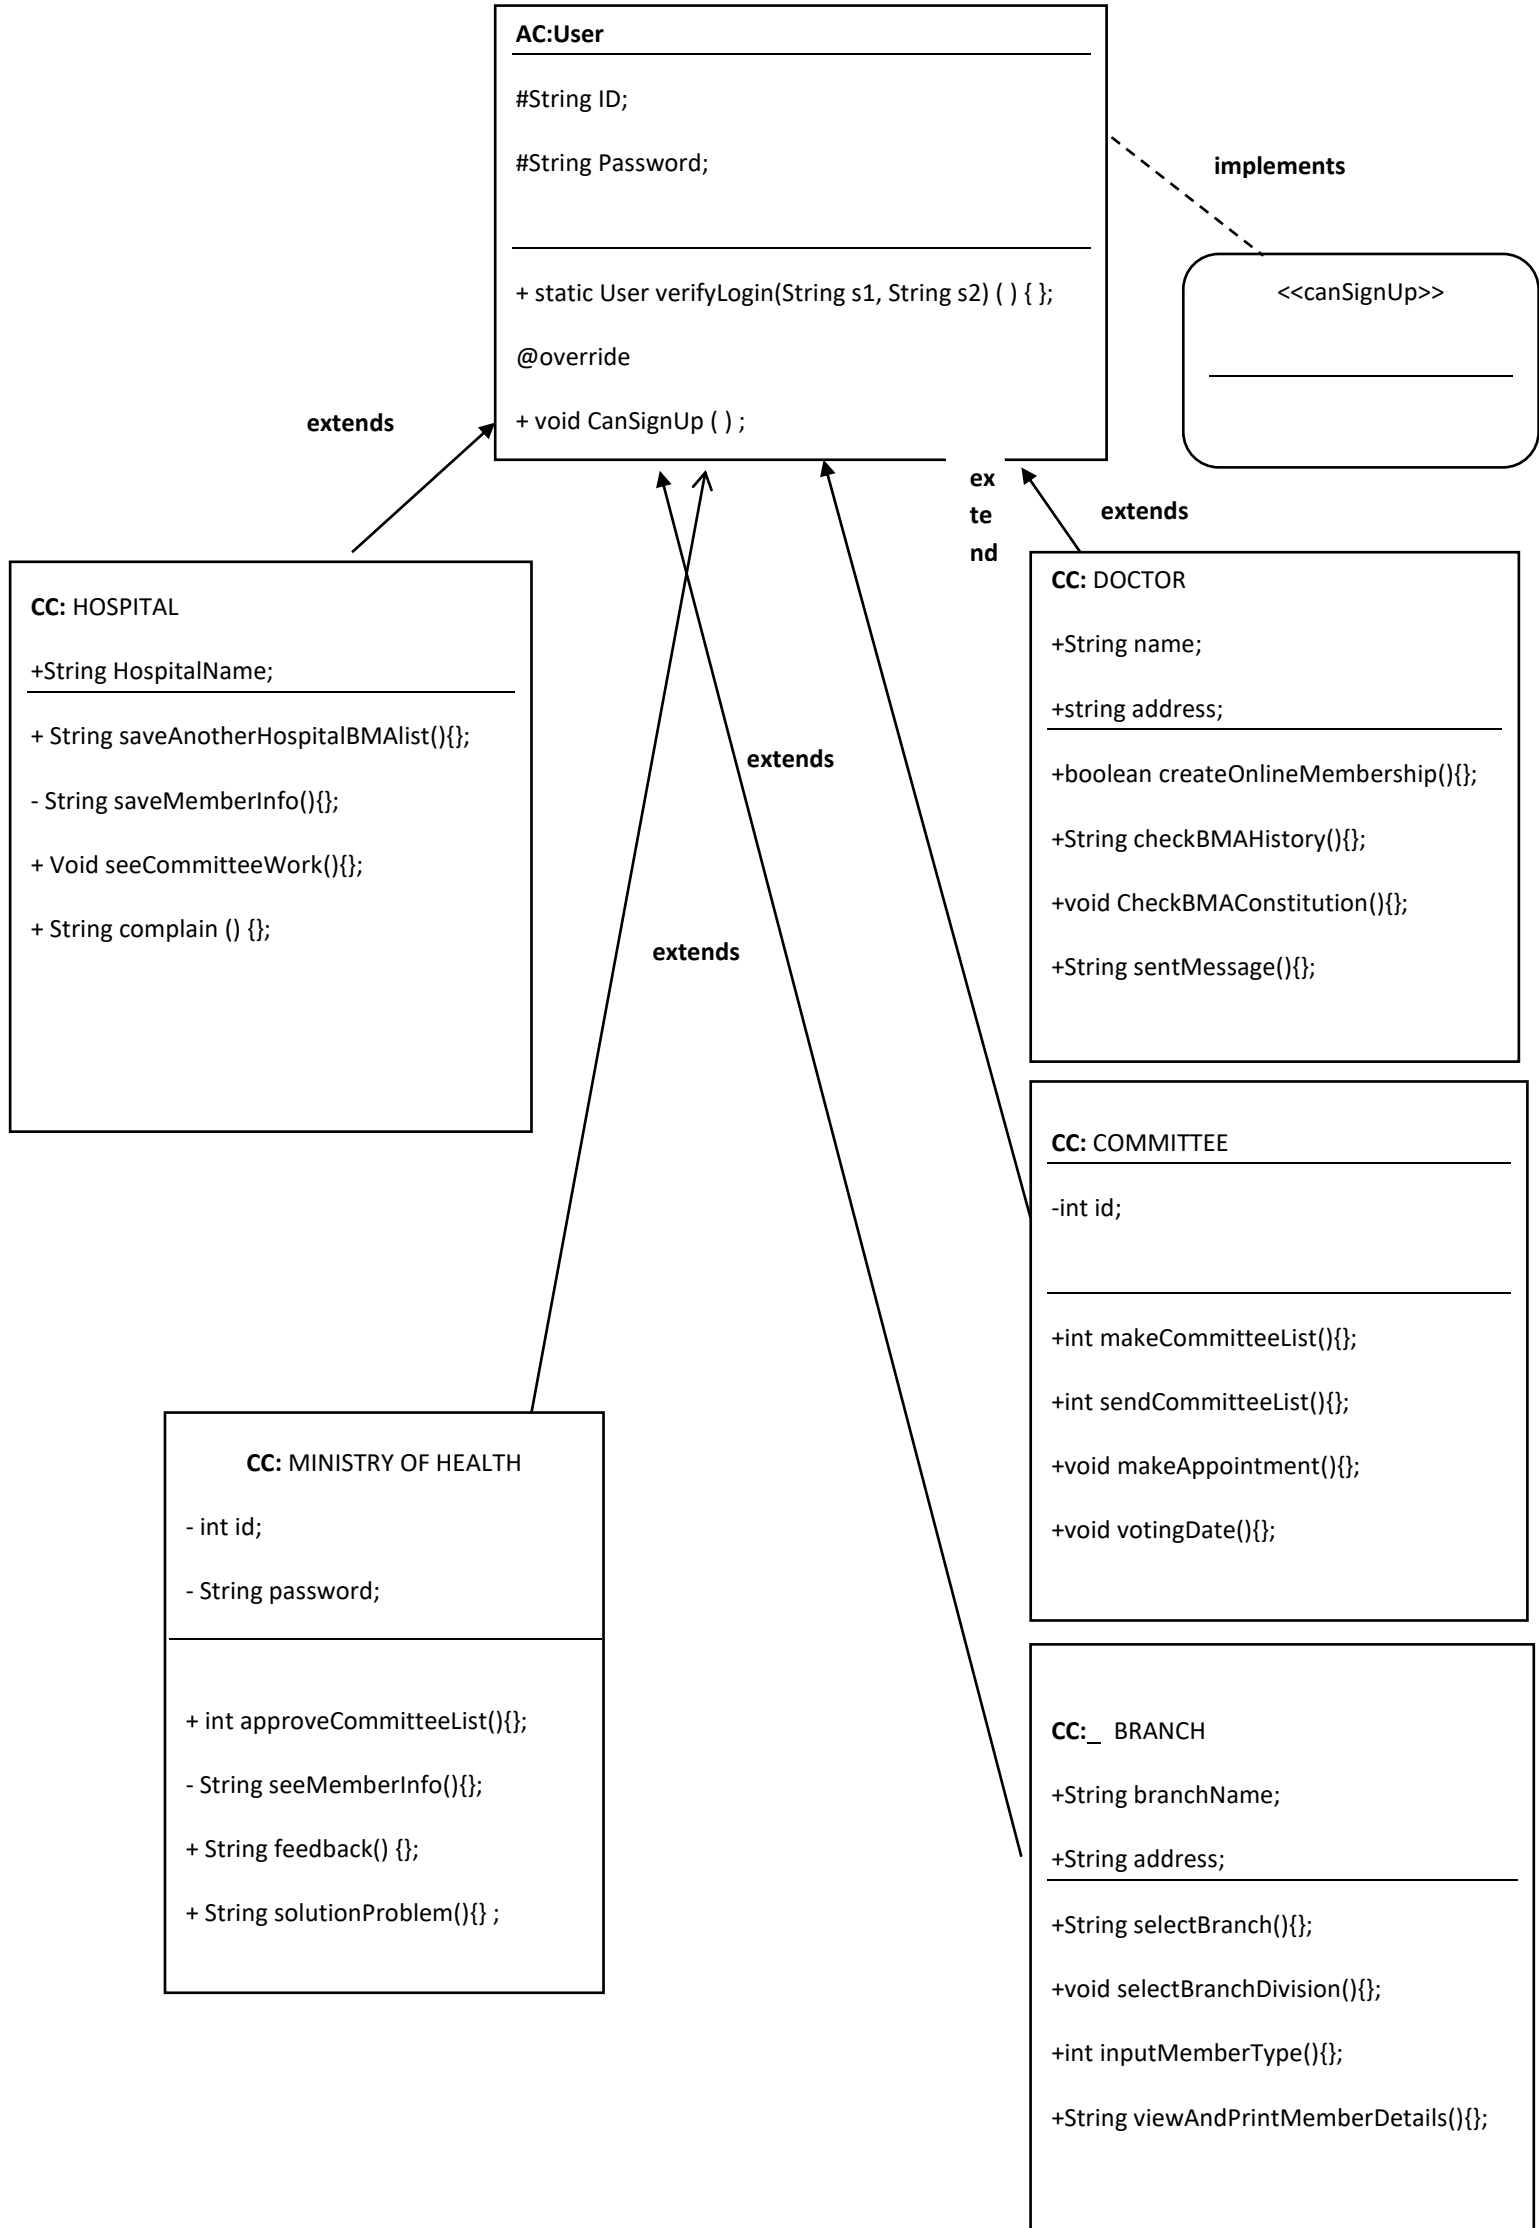 AC:User
#String ID;
#String Password;
+ static User verifyLogin(String s1, String s2) ( ) { };
@override
+ void CanSignUp ( ) ;
implements
<<canSignUp>>
extends
ex
te
nd
extends
CC: HOSPITAL
+String HospitalName;
+ String saveAnotherHospitalBMAlist(){};
- String saveMemberInfo(){};
+ Void seeCommitteeWork(){};
+ String complain () {};
CC: DOCTOR
+String name;
+string address;
+boolean createOnlineMembership(){};
+String checkBMAHistory(){};
+void CheckBMAConstitution(){};
+String sentMessage(){};
extends
extends
CC: COMMITTEE
-int id;
+int makeCommitteeList(){};
+int sendCommitteeList(){};
+void makeAppointment(){};
+void votingDate(){};
CC: MINISTRY OF HEALTH
- int id;
- String password;
+ int approveCommitteeList(){};
- String seeMemberInfo(){};
+ String feedback() {};
+ String solutionProblem(){} ;
CC:_ BRANCH
+String branchName;
+String address;
+String selectBranch(){};
+void selectBranchDivision(){};
+int inputMemberType(){};
+String viewAndPrintMemberDetails(){};